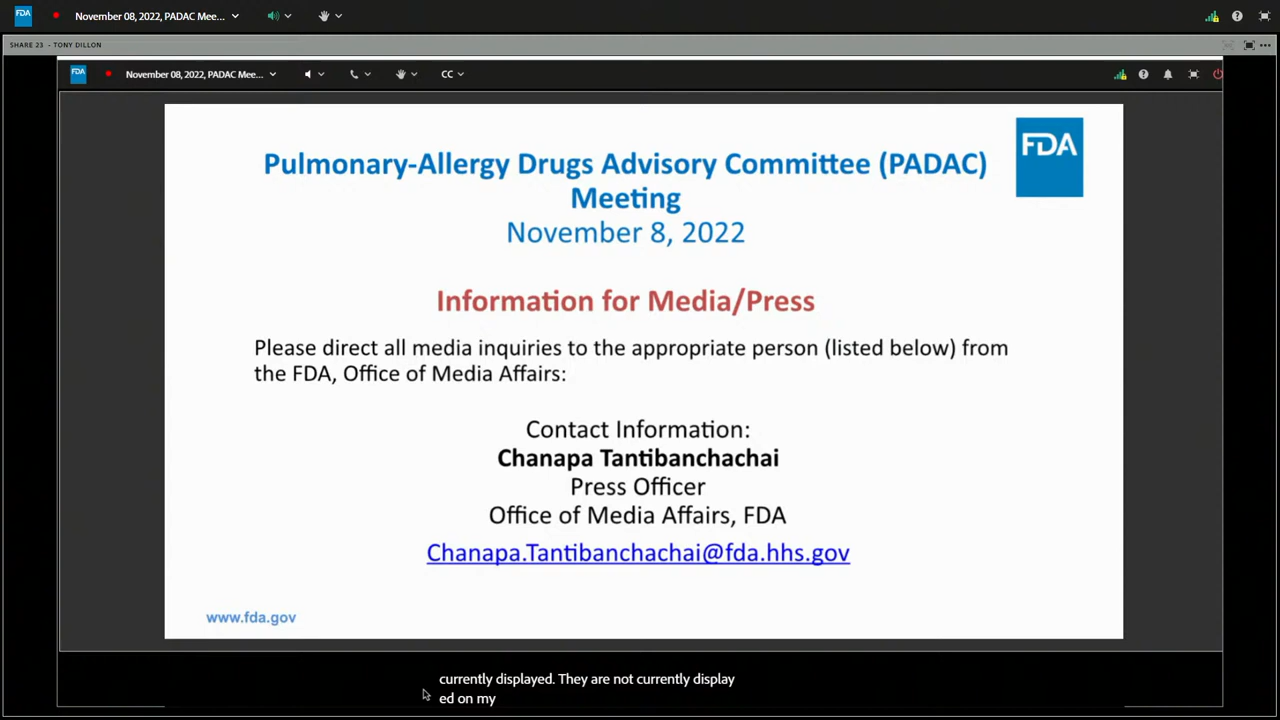 FDA
November 08, 2022, PADAC Mee...
SHARE 23 - TONY DILLON
FDA
November 08, 2022, PADAC Mee...
CC
FDA
Pulmonary-Allergy Drugs Advisory Committee (PADAC)
Meeting
November 8, 2022
Information for Media/Press
Please direct all media inquiries to the appropriate person (listed below) from
the FDA, Office of Media Affairs:
Contact Information:
Chanapa Tantibanchachai
Press Officer
Office of Media Affairs, FDA
Chanapa.Tantibanchachai@fda.hhs.gov
www.fda.gov
currently displayed. They are not currently display
ed on my